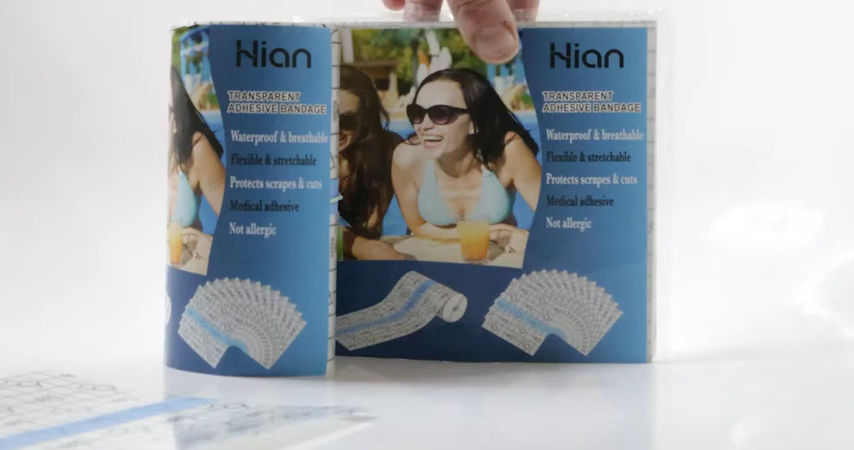 Hian
TRANSPARENT
ADHESIVE BANDAGE
Waterproof & breathable
Flexible & stretchable
Protects scrapes & cuts
Medical adhesive
Not allergic
Hian
TRANSPARENT
ADHESIVE BANDAGE
Waterproof & breathable
Flexible & stretchable
Protects scrapes & cuts
Medical adhesive
Not allergic